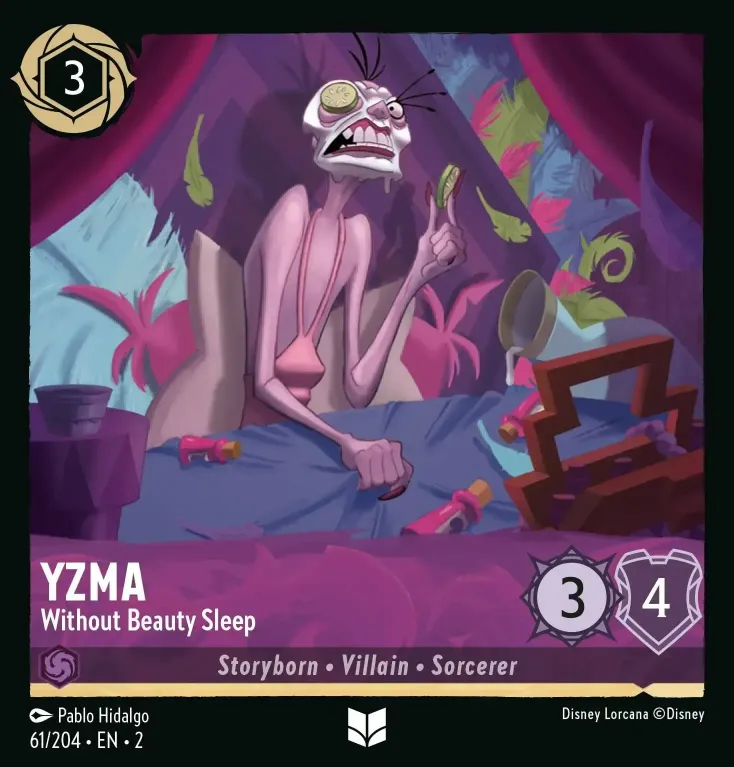 3
YZMA
Without Beauty Sleep
3
4
Storyborn • Villain • Sorcerer
Pablo Hidalgo
Disney Lorcana ©Disney
61/204 • EN • 2